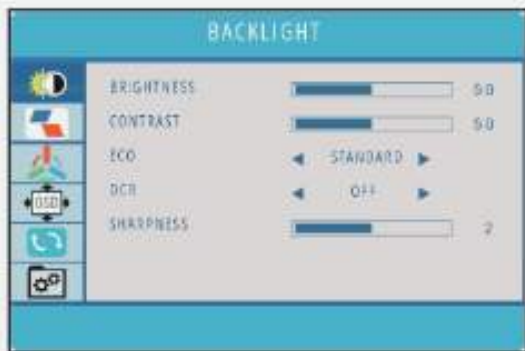 BACKLIGHT
BRIGHTNESS 50
CONTRAST 50
ECO STANDARD
DCR OFF
SHARPNESS 2
OSD